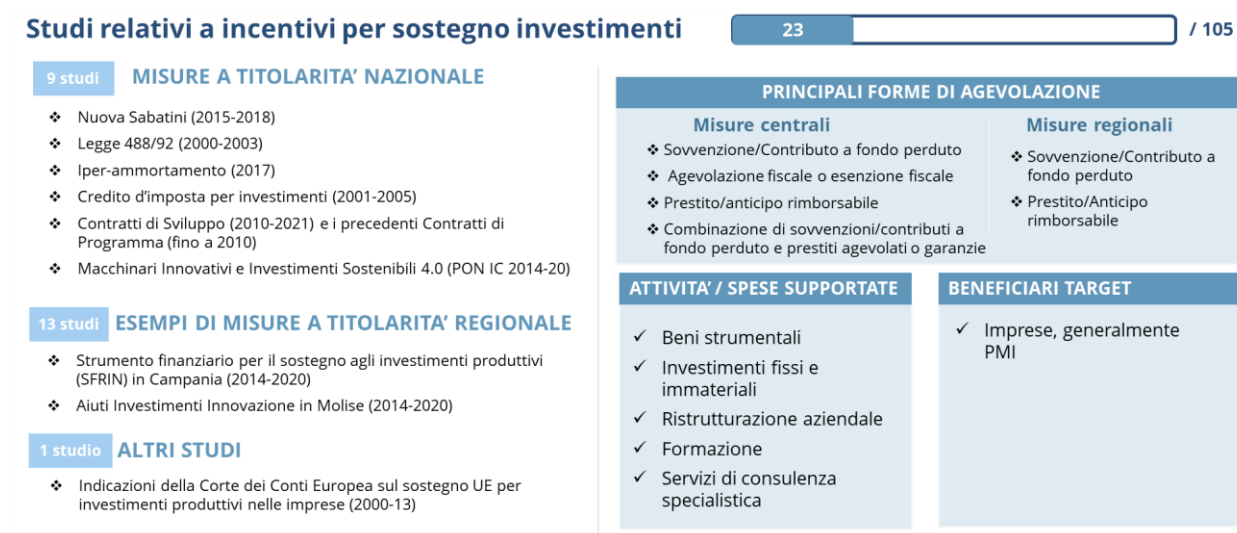 Studi relativi a incentivi per sostegno investimenti
23
/ 105
9 studi
MISURE A TITOLARITA’ NAZIONALE
❖ Nuova Sabatini (2015-2018)
❖ Legge 488/92 (2000-2003)
❖ Iper-ammortamento (2017)
❖ Credito d’imposta per investimenti (2001-2005)
❖ Contratti di Sviluppo (2010-2021) e i precedenti Contratti di
Programma (fino a 2010)
❖ Macchinari Innovativi e Investimenti Sostenibili 4.0 (PON IC 2014-20)
13 studi
ESEMPI DI MISURE A TITOLARITA’ REGIONALE
❖ Strumento finanziario per il sostegno agli investimenti produttivi
(SFRIN) in Campania (2014-2020)
❖ Aiuti Investimenti Innovazione in Molise (2014-2020)
1 studio
ALTRI STUDI
❖ Indicazioni della Corte dei Conti Europea sul sostegno UE per
investimenti produttivi nelle imprese (2000-13)
PRINCIPALI FORME DI AGEVOLAZIONE
Misure centrali
❖ Sovvenzione/Contributo a fondo perduto
❖ Agevolazione fiscale o esenzione fiscale
❖ Prestito/anticipo rimborsabile
❖ Combinazione di sovvenzioni/contributi a
fondo perduto e prestiti agevolati o garanzie
Misure regionali
❖ Sovvenzione/Contributo a
fondo perduto
❖ Prestito/Anticipo
rimborsabile
ATTIVITA’ / SPESE SUPPORTATE
✓ Beni strumentali
✓ Investimenti fissi e
immateriali
✓ Ristrutturazione aziendale
✓ Formazione
✓ Servizi di consulenza
specialistica
BENEFICIARI TARGET
✓ Imprese, generalmente
PMI